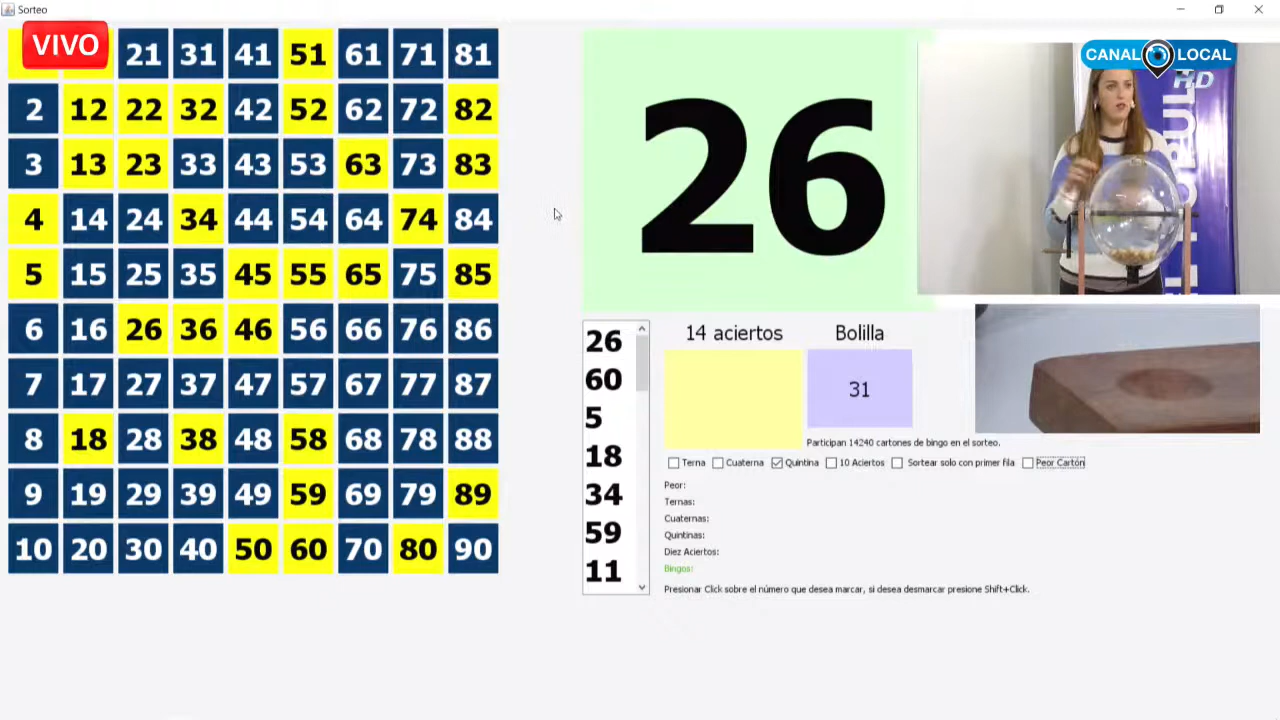 Sorteo
VIVO 21 31 41 51 61 71 81
2 12 22 32 42 52 62 72 82
3 13 23 33 43 53 63 73 83
4 14 24 34 44 54 64 74 84
5 15 25 35 45 55 65 75 85
6 16 26 36 46 56 66 76 86
7 17 27 37 47 57 67 77 87
8 18 28 38 48 58 68 78 88
9 19 29 39 49 59 69 79 89
10 20 30 40 50 60 70 80 90
26
CANAL LOCAL
HD
26
60
5
18
34
59
11
14 aciertos
Bolilla
31
Participan 14240 cartones de bingo en el sorteo.
Terna Cuaterna Quintina 10 Aciertos Sortear solo con primer fila Peor Cartón
Peor:
Ternas:
Cuaternas:
Quintinas:
Diez Aciertos:
Bingos:
Presionar Click sobre el número que desea marcar, si desea desmarcar presione Shift+Click.